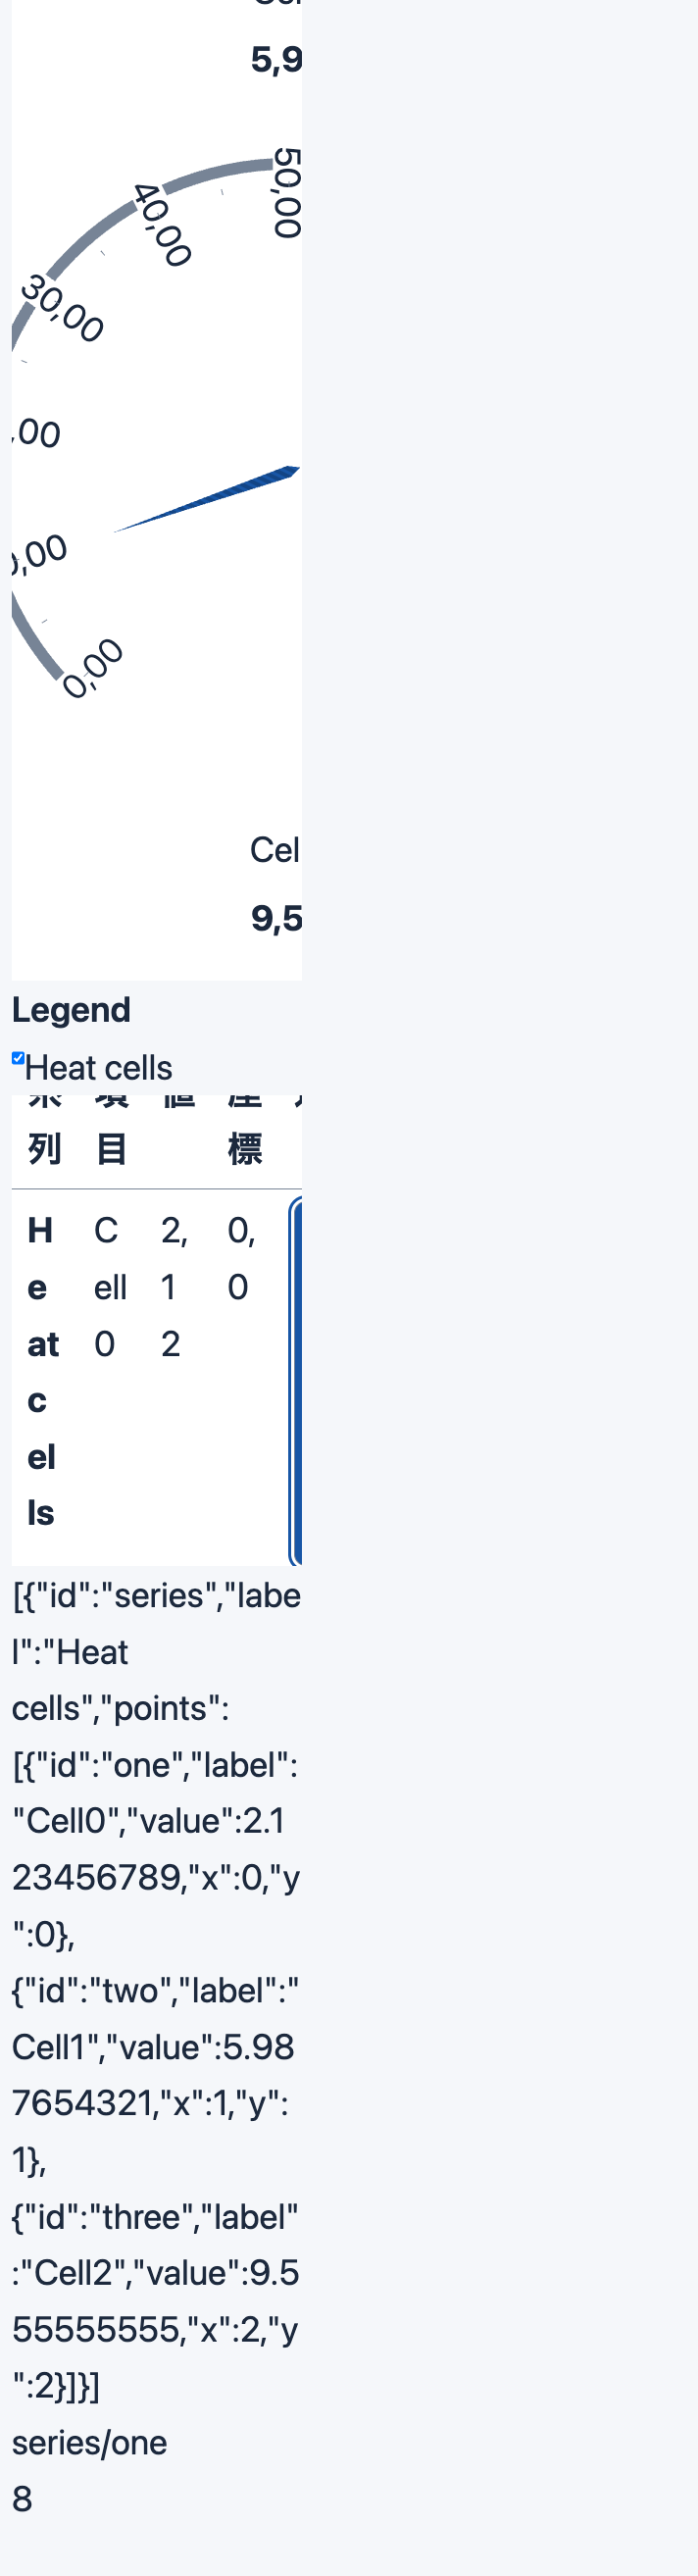 5,9
50,00
40,00
30,00
,00
,00
0,00
Cel
9,5
Legend
Heat cells
列 目 標
H C 2, 0,
e ell 1 0
at 0 2
c
el
ls
[{"id":"series","labe
l":"Heat
cells","points":
[{"id":"one","label":
"Cell0","value":2.1
23456789,"x":0,"y
":0},
{"id":"two","label":"
Cell1","value":5.98
7654321,"x":1,"y":
1},
{"id":"three","label"
:"Cell2","value":9.5
55555555,"x":2,"y
":2}]}]
series/one
8